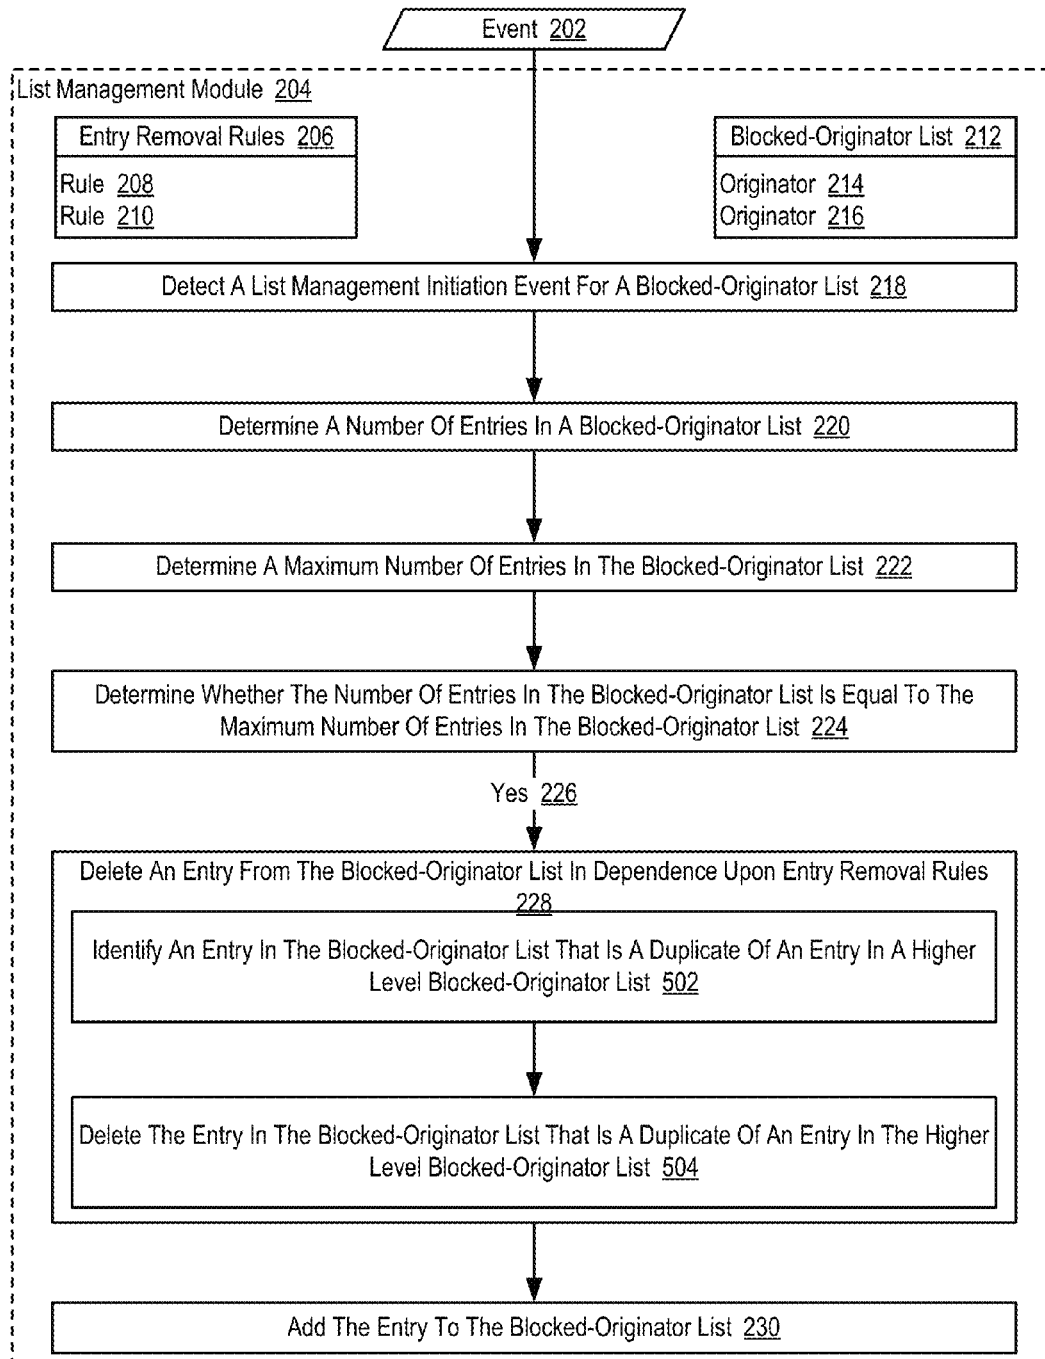 Event 202
List Management Module 204
Entry Removal Rules 206
Rule 208
Rule 210
Blocked-Originator List 212
Originator 214
Originator 216
Detect A List Management Initiation Event For A Blocked-Originator List 218
Determine A Number Of Entries In A Blocked-Originator List 220
Determine A Maximum Number Of Entries In The Blocked-Originator List 222
Determine Whether The Number Of Entries In The Blocked-Originator List Is Equal To The
Maximum Number Of Entries In The Blocked-Originator List 224
Yes 226
Delete An Entry From The Blocked-Originator List In Dependence Upon Entry Removal Rules
228
Identify An Entry In The Blocked-Originator List That Is A Duplicate Of An Entry In A Higher
Level Blocked-Originator List 502
Delete The Entry In The Blocked-Originator List That Is A Duplicate Of An Entry In The Higher
Level Blocked-Originator List 504
Add The Entry To The Blocked-Originator List 230